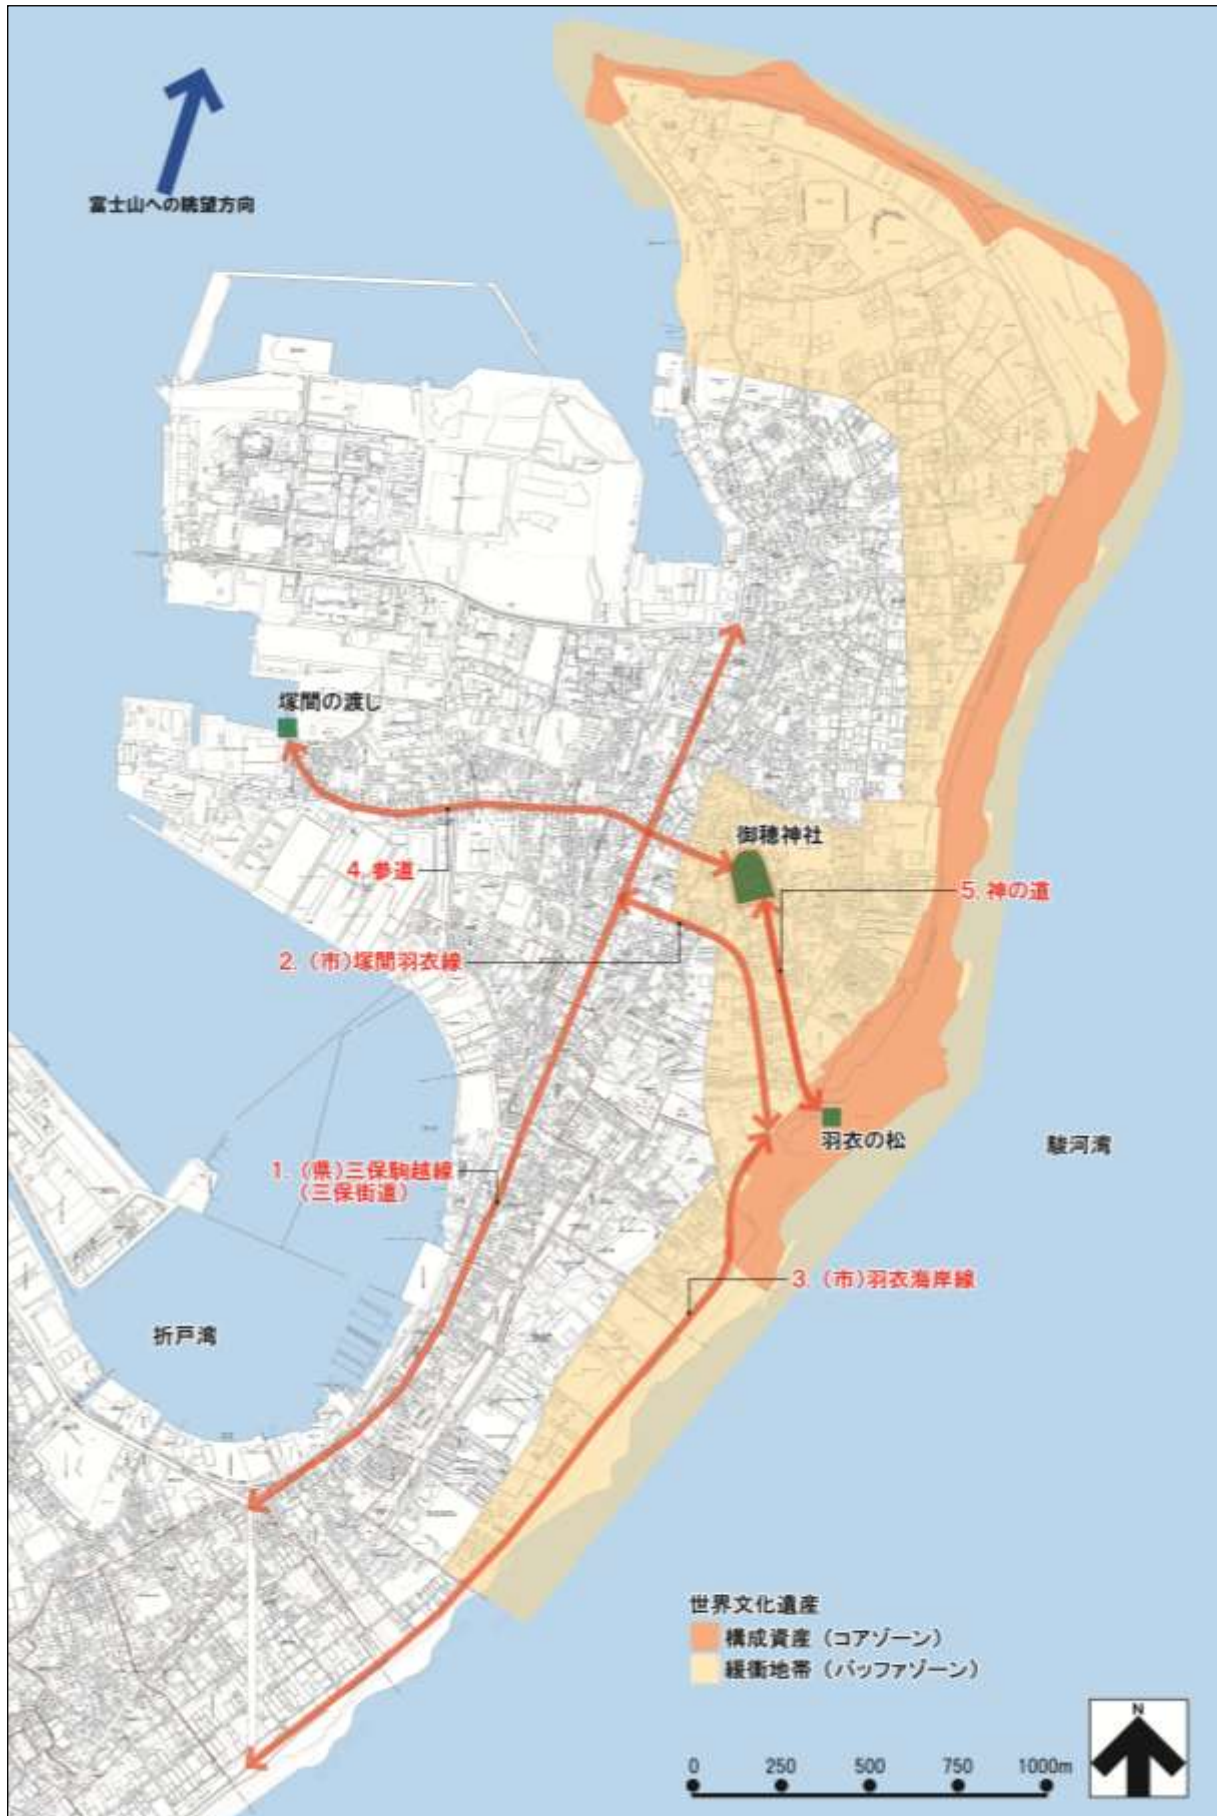 富士山への眺望方向
塚間の渡し
御穂神社
4. 参道
5. 神の道
2. (市)塚間羽衣線
羽衣の松
駿河湾
1. (県)三保駒越線
(三保街道)
3. (市)羽衣海岸線
折戸湾
世界文化遺産
構成資産 (コアゾーン)
緩衝地帯 (バッファゾーン)
N
0 250 500 750 1000m